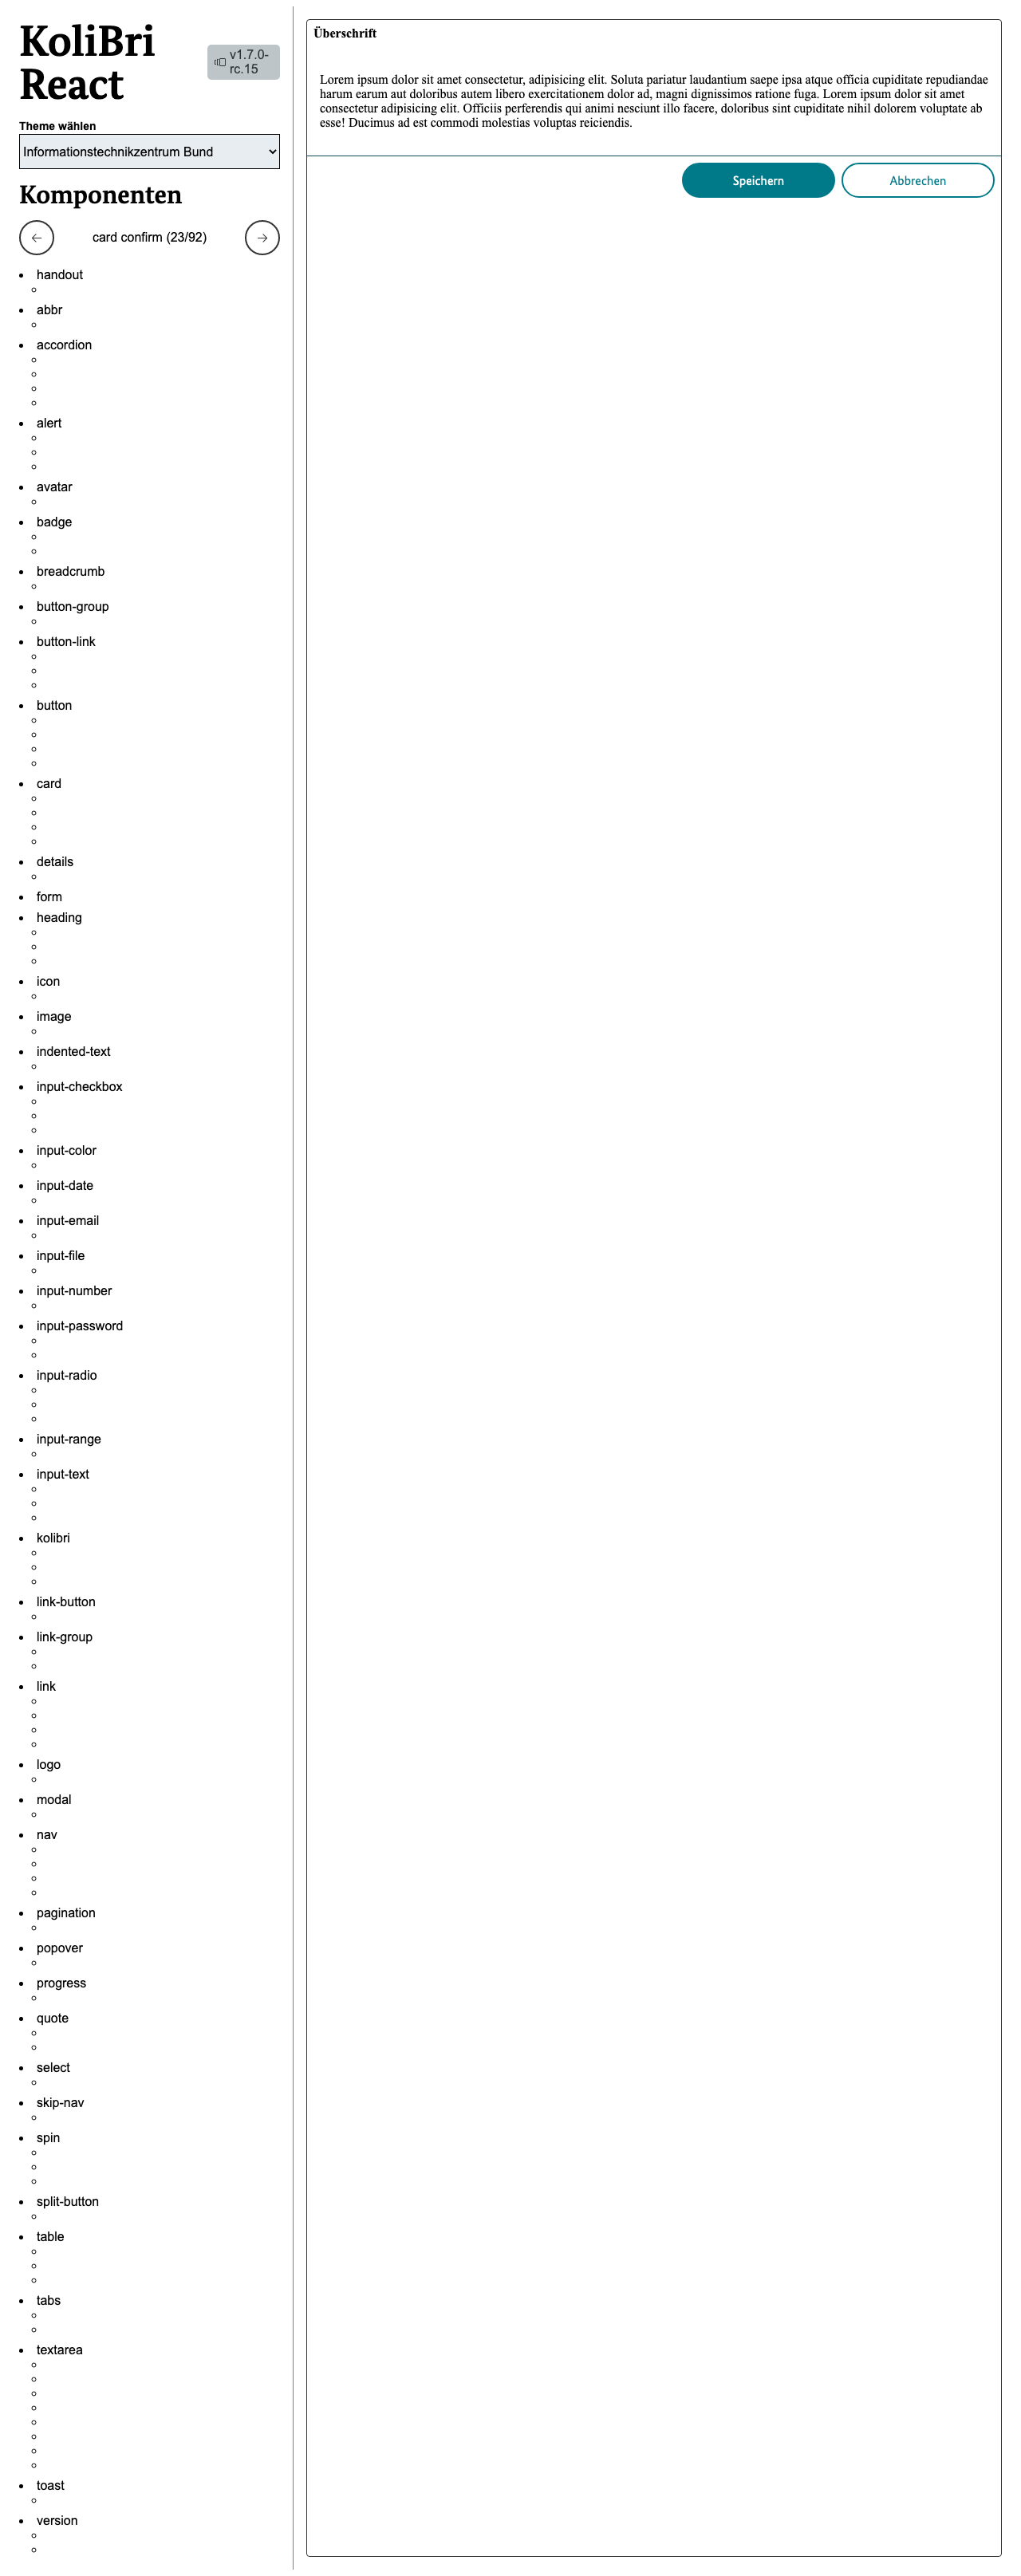 KoliBri
React
v1.7.0-
rc.15
Theme wählen
Informationstechnikzentrum Bund
Komponenten
card confirm (23/92)
handout
abbr
accordion
alert
avatar
badge
breadcrumb
button-group
button-link
button
card
details
form
heading
icon
image
indented-text
input-checkbox
input-color
input-date
input-email
input-file
input-number
input-password
input-radio
input-range
input-text
kolibri
link-button
link-group
link
logo
modal
nav
pagination
popover
progress
quote
select
skip-nav
spin
split-button
table
tabs
textarea
toast
version
Überschrift
Lorem ipsum dolor sit amet consectetur, adipisicing elit. Soluta pariatur laudantium saepe ipsa atque officia cupiditate repudiandae
harum earum aut doloribus autem libero exercitationem dolor ad, magni dignissimos ratione fuga. Lorem ipsum dolor sit amet
consectetur adipisicing elit. Officiis perferendis qui animi nesciunt illo facere, doloribus sint cupiditate nihil dolorem voluptate ab
esse! Ducimus ad est commodi molestias voluptas reiciendis.
Speichern
Abbrechen